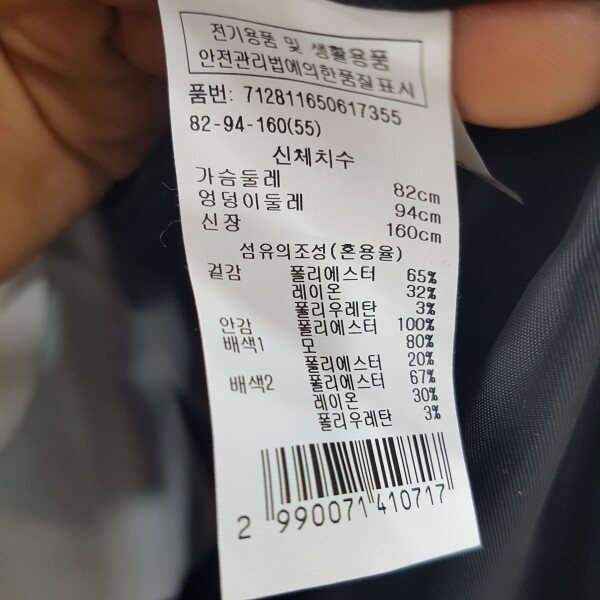 전기용품 및 생활용품
안전관리법에의한품질표시
품번: 712811650617355
82-94-160(55)
신체치수
가슴둘레 82cm
엉덩이둘레 94cm
신장 160cm
섬유의조성(혼용율)
겉감 폴리에스터 65%
레이온 32%
폴리우레탄 3%
안감 폴리에스터 100%
배색1 모 80%
폴리에스터 20%
배색2 폴리에스터 67%
레이온 30%
폴리우레탄 3%
2 990071 410717